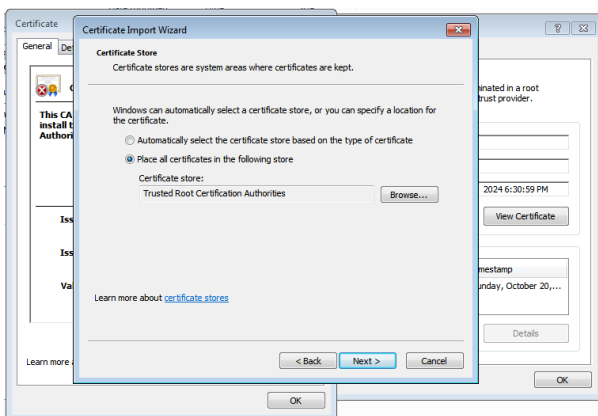 Certificate
General
Certificate Import Wizard
Certificate Store
Certificate stores are system areas where certificates are kept.
Windows can automatically select a certificate store, or you can specify a location for
the certificate.
Automatically select the certificate store based on the type of certificate
Place all certificates in the following store
Certificate store:
Trusted Root Certification Authorities
Browse...
Learn more about certificate stores
< Back
Next >
Cancel
This CA
install t
Authori
Iss
Iss
Va
Learn more
OK
inated in a root
trust provider.
2024 6:30:59 PM
View Certificate
mestamp
unday, October 20,...
Details
OK